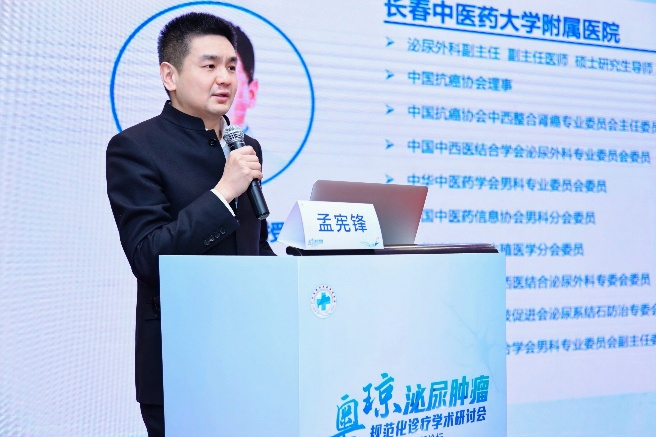 长春中医药大学附属医院
泌尿外科副主任 副主任医师 硕士研究生导师
中国抗癌协会理事
中国抗癌协会中西整合肾癌专业委员会主任委员
中国中西医结合学会泌尿外科专业委员会委员
中华中医药学会男科专业委员会委员
国中医药信息协会男科分会委员
殖医学分会委员
西医结合泌尿外科专委会委员
促进会泌尿系结石防治专委会
合学会男科专业委员会副主任委
孟宪锋
粤琼泌尿肿瘤
规范化诊疗学术研讨会